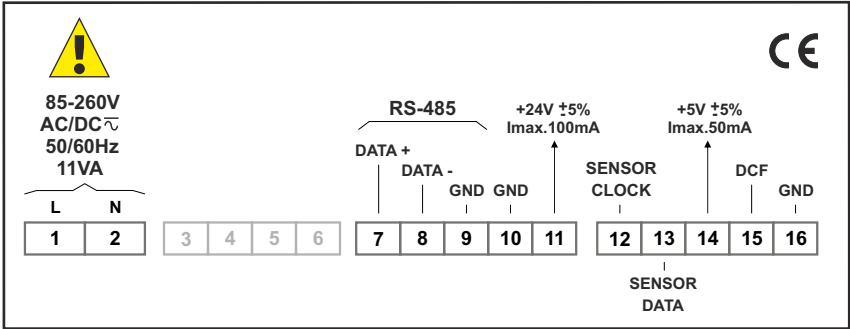 !
CE
85-260V
AC/DC
50/60Hz
11VA
L N
RS-485
DATA +
DATA -
GND GND
+24V ±5%
Imax.100mA
SENSOR
CLOCK
+5V ±5%
Imax.50mA
DCF
GND
1 2 3 4 5 6 7 8 9 10 11 12 13 14 15 16
SENSOR
DATA